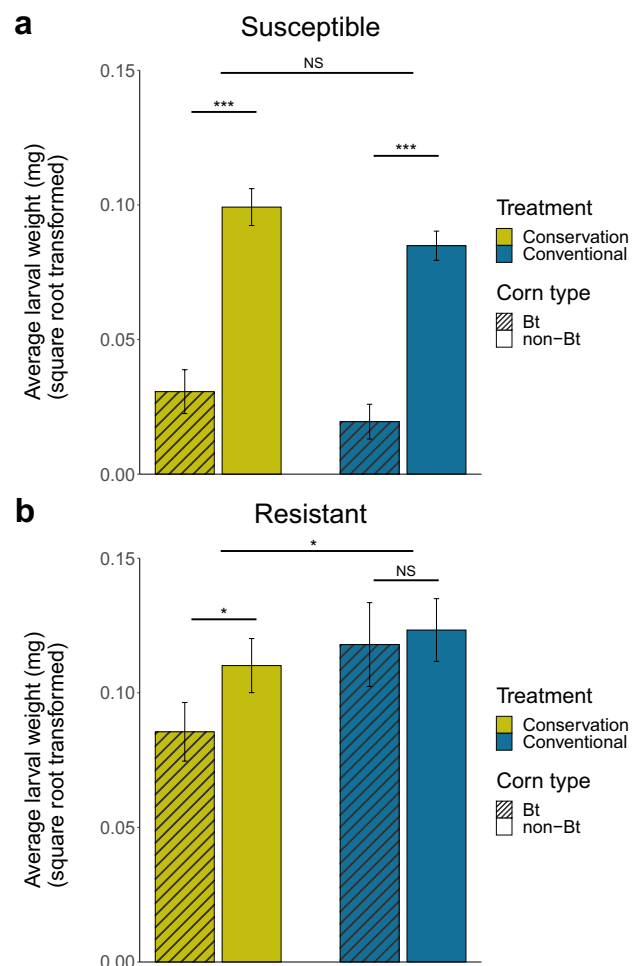 a
Susceptible
0.15
NS
***
***
0.10
0.05
0.00
Average larval weight (mg)
(square root transformed)
Treatment
Conservation
Conventional
Corn type
Bt
non−Bt
b
Resistant
0.15
*
NS
*
0.10
0.05
0.00
Average larval weight (mg)
(square root transformed)
Treatment
Conservation
Conventional
Corn type
Bt
non−Bt